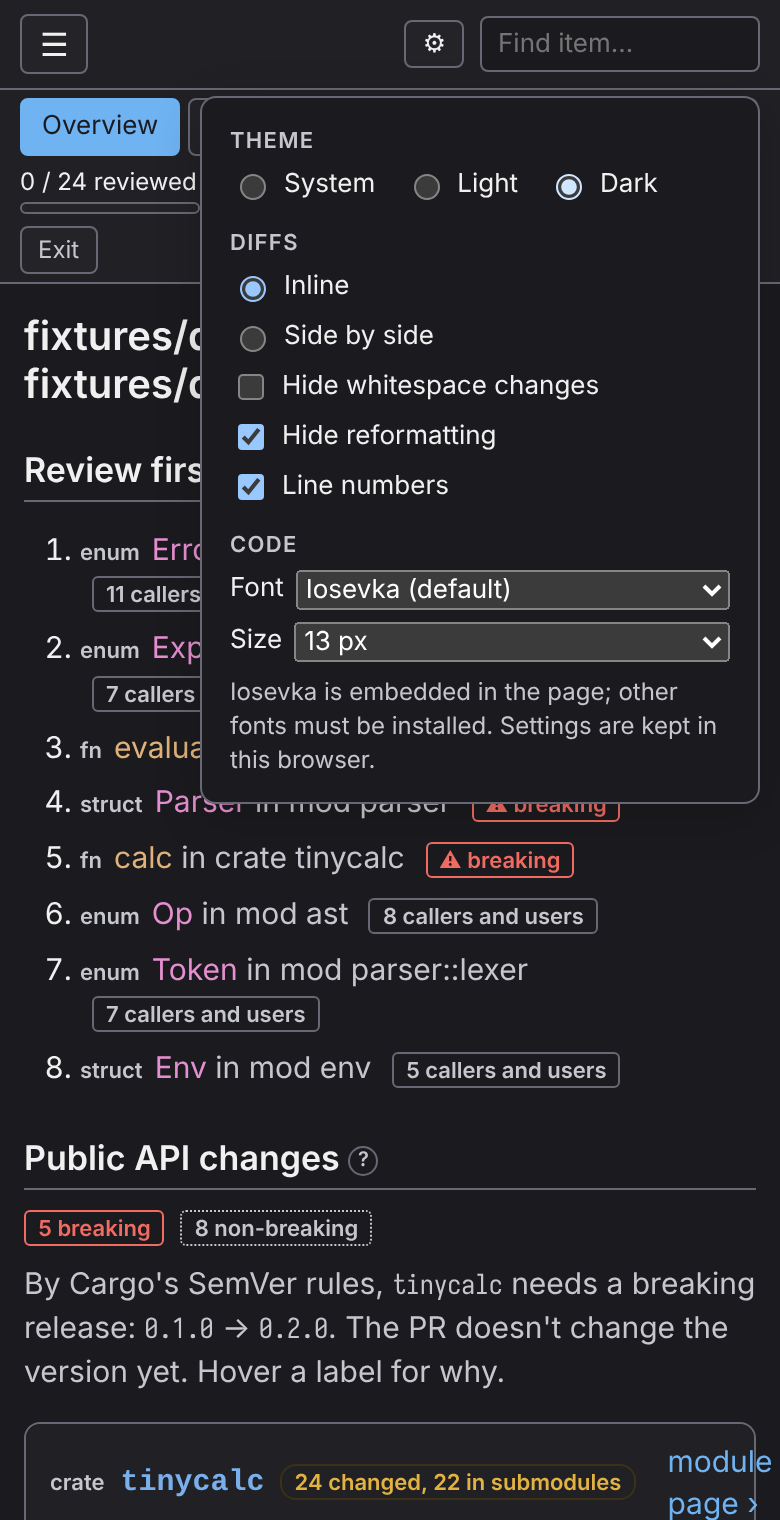 ☰ ⚙ Find item...
Overview
0 / 24 reviewed
Exit
THEME
System Light Dark
DIFFS
Inline
Side by side
Hide whitespace changes
Hide reformatting
Line numbers
CODE
Font Iosevka (default)
Size 13 px
Iosevka is embedded in the page; other
fonts must be installed. Settings are kept in
this browser.
fixtures/
fixtures/
Review firs
1. enum Erro
11 callers
2. enum Exp
7 callers
3. fn evalua
4. struct Parser in mod parser breaking
5. fn calc in crate tinycalc ⚠ breaking
6. enum Op in mod ast 8 callers and users
7. enum Token in mod parser::lexer
7 callers and users
8. struct Env in mod env 5 callers and users
Public API changes ?
5 breaking 8 non-breaking
By Cargo's SemVer rules, tinycalc needs a breaking
release: 0.1.0 → 0.2.0. The PR doesn't change the
version yet. Hover a label for why.
crate tinycalc 24 changed, 22 in submodules module
page ›